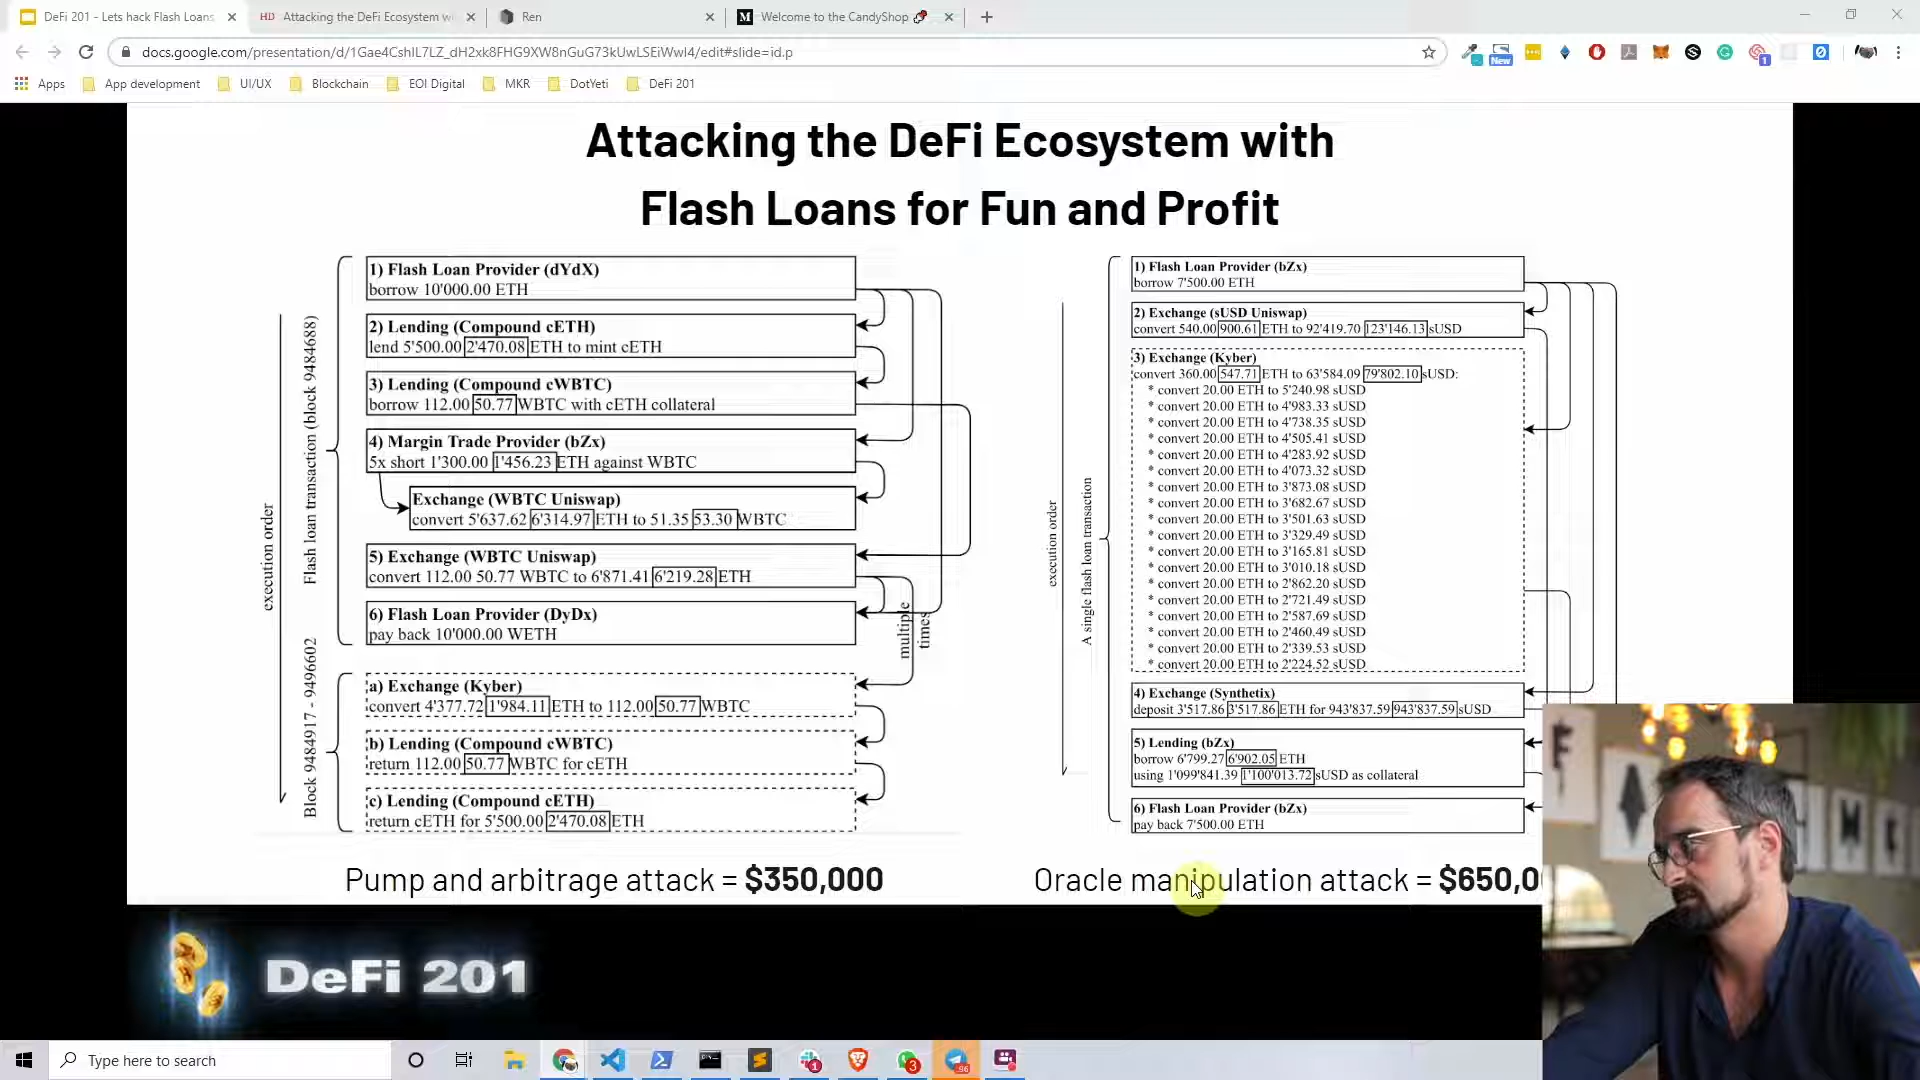 DeFi 201 - Lets hack Flash Loans
Attacking the DeFi Ecosystem w
Ren
Welcome to the CandyShop
docs.google.com/presentation/d/1Gae4CshIL7LZ_dH2xk8FHG9XW8nGuG73kUwLSEiWwI4/edit#slide=id.p
New
1
Apps
App development
UI/UX
Blockchain
EOI Digital
MKR
DotYeti
DeFi 201
Attacking the DeFi Ecosystem with
Flash Loans for Fun and Profit
execution order
Flash loan transaction (block 9484688)
Block 9484917 - 9496602
1) Flash Loan Provider (dYdX)
borrow 10'000.00 ETH
2) Lending (Compound cETH)
lend 5'500.00 2'470.08 ETH to mint cETH
3) Lending (Compound cWBTC)
borrow 112.00 50.77 WBTC with cETH collateral
4) Margin Trade Provider (bZx)
5x short 1'300.00 1'456.23 ETH against WBTC
Exchange (WBTC Uniswap)
convert 5'637.62 6'314.97 ETH to 51.35 53.30 WBTC
5) Exchange (WBTC Uniswap)
convert 112.00 50.77 WBTC to 6'871.41 6'219.28 ETH
6) Flash Loan Provider (DyDx)
pay back 10'000.00 WETH
multiple
times
a) Exchange (Kyber)
convert 4'377.72 1'984.11 ETH to 112.00 50.77 WBTC
b) Lending (Compound cWBTC)
return 112.00 50.77 WBTC for cETH
c) Lending (Compound cETH)
return cETH for 5'500.00 2'470.08 ETH
Pump and arbitrage attack = $350,000
execution order
A single flash loan transaction
1) Flash Loan Provider (bZx)
borrow 7'500.00 ETH
2) Exchange (sUSD Uniswap)
convert 540.00 900.61 ETH to 92'419.70 123'146.13 sUSD
3) Exchange (Kyber)
convert 360.00 547.71 ETH to 63'584.09 79'802.10 sUSD:
* convert 20.00 ETH to 5'240.98 sUSD
* convert 20.00 ETH to 4'983.33 sUSD
* convert 20.00 ETH to 4'738.35 sUSD
* convert 20.00 ETH to 4'505.41 sUSD
* convert 20.00 ETH to 4'283.92 sUSD
* convert 20.00 ETH to 4'073.32 sUSD
* convert 20.00 ETH to 3'873.08 sUSD
* convert 20.00 ETH to 3'682.67 sUSD
* convert 20.00 ETH to 3'501.63 sUSD
* convert 20.00 ETH to 3'329.49 sUSD
* convert 20.00 ETH to 3'165.81 sUSD
* convert 20.00 ETH to 3'010.18 sUSD
* convert 20.00 ETH to 2'862.20 sUSD
* convert 20.00 ETH to 2'721.49 sUSD
* convert 20.00 ETH to 2'587.69 sUSD
* convert 20.00 ETH to 2'460.49 sUSD
* convert 20.00 ETH to 2'339.53 sUSD
* convert 20.00 ETH to 2'224.52 sUSD
4) Exchange (Synthetix)
deposit 3'517.86 3'517.86 ETH for 943'837.59 943'837.59 sUSD
5) Lending (bZx)
borrow 6'799.27 6'902.05 ETH
using 1'099'841.39 1'100'013.72 sUSD as collateral
6) Flash Loan Provider (bZx)
pay back 7'500.00 ETH
Oracle manipulation attack = $650,0
DeFi 201
Type here to search
1
3
96